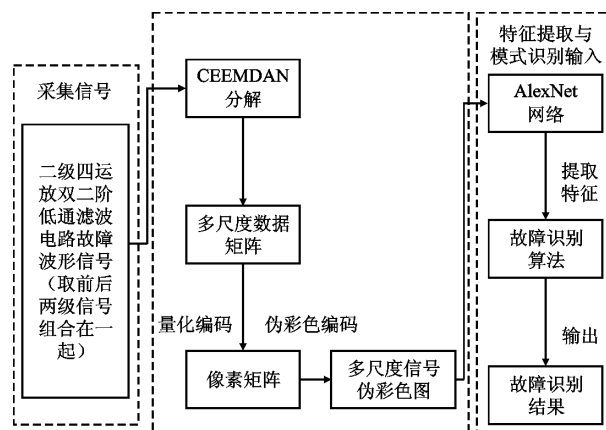 采集信号
二级四运
放双二阶
低通滤波
电路故障
波形信号
（取前后
两级信号
组合在一
起）
CEEMDAN
分解
多尺度数据
矩阵
量化编码
伪彩色编码
像素矩阵
多尺度信号
伪彩色图
特征提取与
模式识别输入
AlexNet
网络
提取
特征
故障识别
算法
输出
故障识别
结果